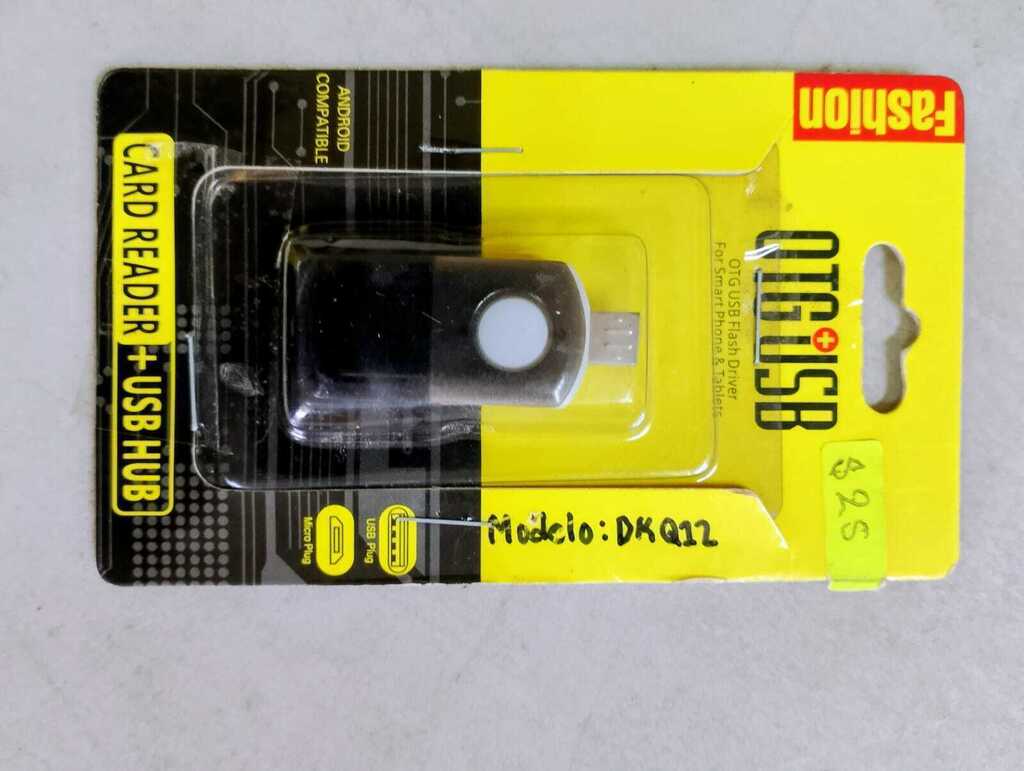 Fashion
OTG+USB
OTG USB Flash Driver
For Smart Phone & Tablets
$25
Modelo: DKQ12
ANDROID
COMPATIBLE
USB Plug
Micro Plug
CARD READER + USB HUB